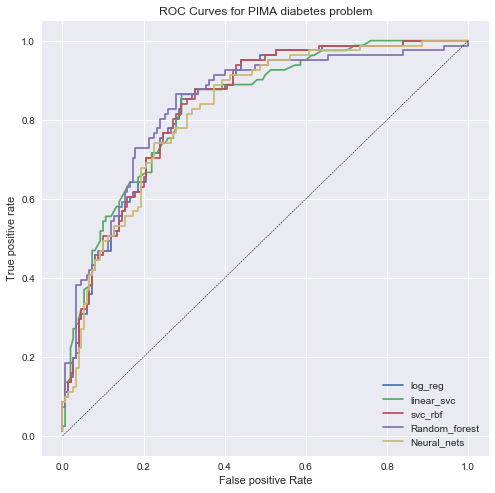 ROC Curves for PIMA diabetes problem
True positive rate
1.0
0.8
0.6
0.4
0.2
0.0
0.0 0.2 0.4 0.6 0.8 1.0
False positive Rate
log_reg
linear_svc
svc_rbf
Random_forest
Neural_nets